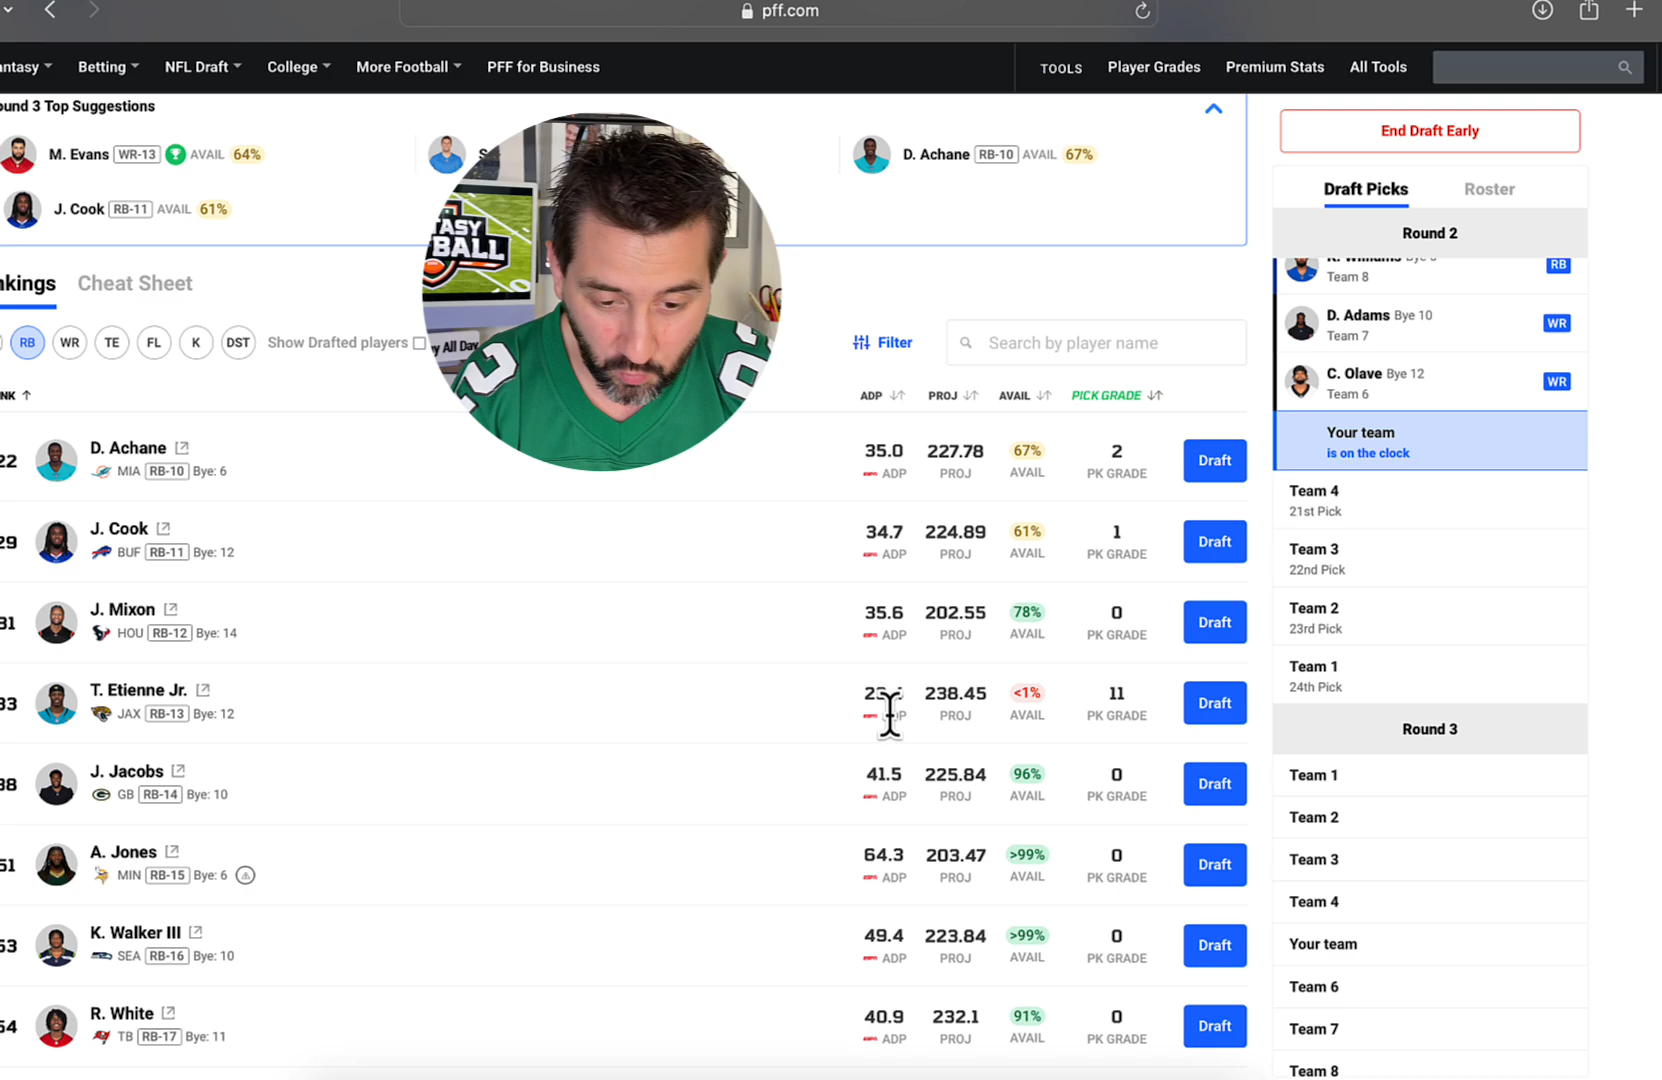 pff.com
Betting
NFL Draft
College
More Football
PFF for Business
TOOLS
Player Grades
Premium Stats
All Tools
Top Suggestions
M. Evans WR-13 AVAIL 64%
D. Achane RB-10 AVAIL 67%
J. Cook RB-11 AVAIL 61%
Cheat Sheet
RB WR TE FL K DST Show Drafted players
Filter
Search by player name
ADP PROJ AVAIL PICK GRADE
22 D. Achane 35.0 227.78 67% 2 Draft
MIA RB-10 Bye: 6 ADP PROJ AVAIL PK GRADE
29 J. Cook 34.7 224.89 61% 1 Draft
BUF RB-11 Bye: 12 ADP PROJ AVAIL PK GRADE
31 J. Mixon 35.6 202.55 78% 0 Draft
HOU RB-12 Bye: 14 ADP PROJ AVAIL PK GRADE
33 T. Etienne Jr. 238.45 <1% 11 Draft
JAX RB-13 Bye: 12 PROJ AVAIL PK GRADE
38 J. Jacobs 41.5 225.84 96% 0 Draft
GB RB-14 Bye: 10 ADP PROJ AVAIL PK GRADE
51 A. Jones 64.3 203.47 >99% 0 Draft
MIN RB-15 Bye: 6 ADP PROJ AVAIL PK GRADE
53 K. Walker III 49.4 223.84 >99% 0 Draft
SEA RB-16 Bye: 10 ADP PROJ AVAIL PK GRADE
54 R. White 40.9 232.1 91% 0 Draft
TB RB-17 Bye: 11 ADP PROJ AVAIL PK GRADE
End Draft Early
Draft Picks Roster
Round 2
RB
Team 8
D. Adams Bye 10 WR
Team 7
C. Olave Bye 12 WR
Team 6
Your team
is on the clock
Team 4
21st Pick
Team 3
22nd Pick
Team 2
23rd Pick
Team 1
24th Pick
Round 3
Team 1
Team 2
Team 3
Team 4
Your team
Team 6
Team 7
Team 8